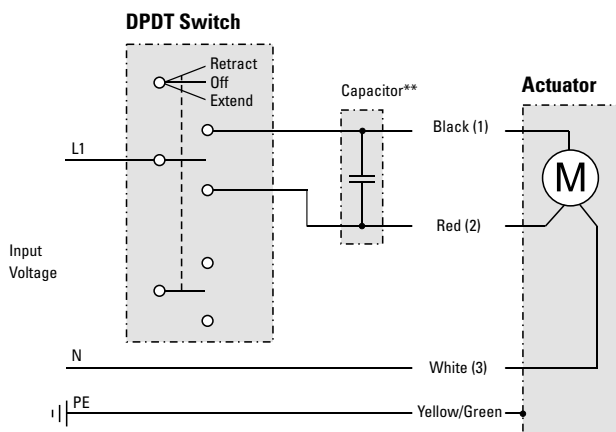 DPDT Switch
Retract
Off
Extend
Capacitor**
Actuator
Black (1)
L1
M
Red (2)
Input
Voltage
N
White (3)
PE
Yellow/Green